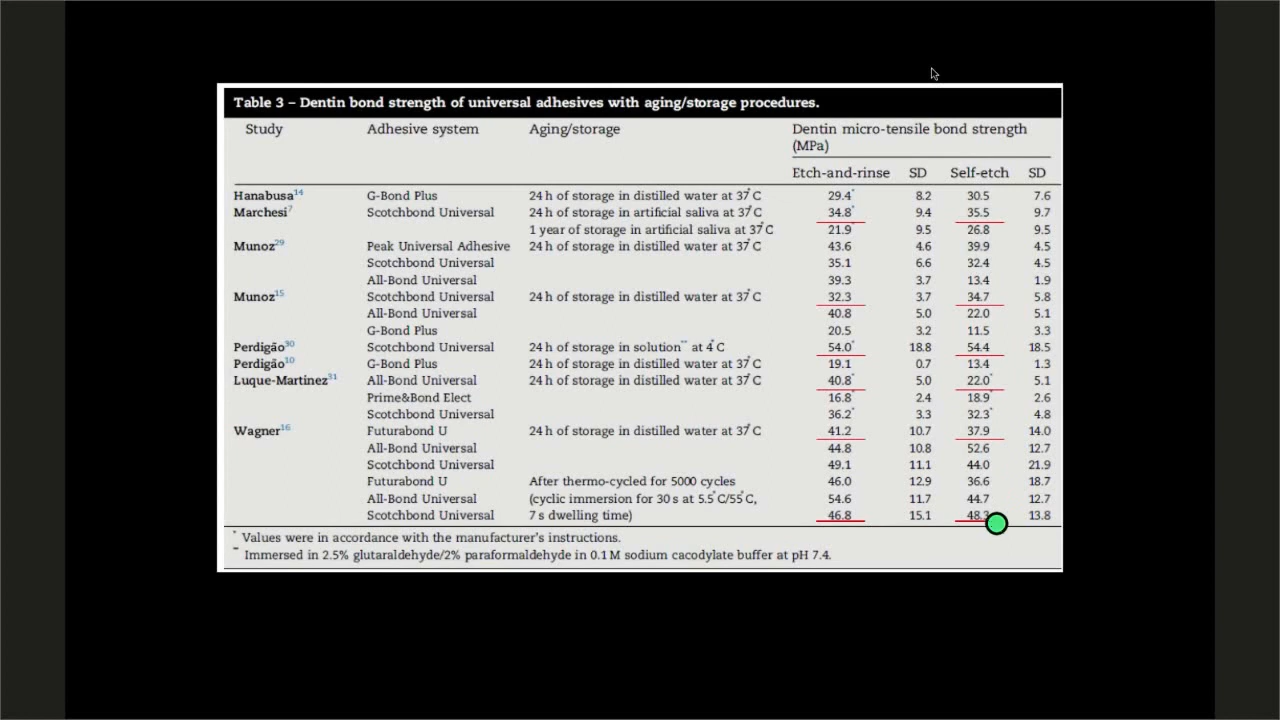 Table 3 – Dentin bond strength of universal adhesives with aging/storage procedures.
Study Adhesive system Aging/storage Dentin micro-tensile bond strength
(MPa)
Etch-and-rinse SD Self-etch SD
Hanabusa14 G-Bond Plus 24 h of storage in distilled water at 37°C 29.4* 8.2 30.5 7.6
Marchesi7 Scotchbond Universal 24 h of storage in artificial saliva at 37°C 34.8* 9.4 35.5 9.7
1 year of storage in artificial saliva at 37°C 21.9* 9.5 26.8 9.5
Munoz29 Peak Universal Adhesive 24 h of storage in distilled water at 37°C 43.6 4.6 39.9 4.5
Scotchbond Universal 35.1 6.6 32.4 4.5
All-Bond Universal 39.3 3.7 13.4 1.9
Munoz15 Scotchbond Universal 24 h of storage in distilled water at 37°C 32.3 3.7 34.7 5.8
All-Bond Universal 40.8 5.0 22.0 5.1
G-Bond Plus 20.5 3.2 11.5 3.3
Perdigão30 Scotchbond Universal 24 h of storage in solution** at 4°C 54.0* 18.8 54.4 18.5
Perdigão10 G-Bond Plus 24 h of storage in distilled water at 37°C 19.1 0.7 13.4 1.3
Luque-Martinez31 All-Bond Universal 24 h of storage in distilled water at 37°C 40.8* 5.0 22.0* 5.1
Prime&Bond Elect 16.8* 2.4 18.9* 2.6
Scotchbond Universal 36.2* 3.3 32.3* 4.8
Wagner16 Futurabond U 24 h of storage in distilled water at 37°C 41.2 10.7 37.9 14.0
All-Bond Universal 44.8 10.8 52.6 12.7
Scotchbond Universal 49.1 11.1 44.0 21.9
Futurabond U After thermo-cycled for 5000 cycles 46.0 12.9 36.6 18.7
All-Bond Universal (cyclic immersion for 30 s at 5.5°C/55°C, 54.6 11.7 44.7 12.7
Scotchbond Universal 7 s dwelling time) 46.8 15.1 48.3 13.8
* Values were in accordance with the manufacturer's instructions.
** Immersed in 2.5% glutaraldehyde/2% paraformaldehyde in 0.1 M sodium cacodylate buffer at pH 7.4.